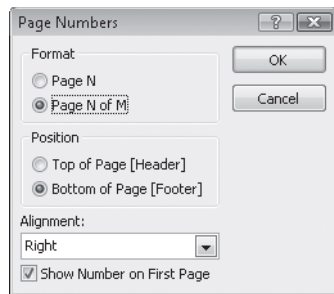 Page Numbers
Format
Page N
Page N of M
Position
Top of Page [Header]
Bottom of Page [Footer]
Alignment:
Right
Show Number on First Page
OK
Cancel